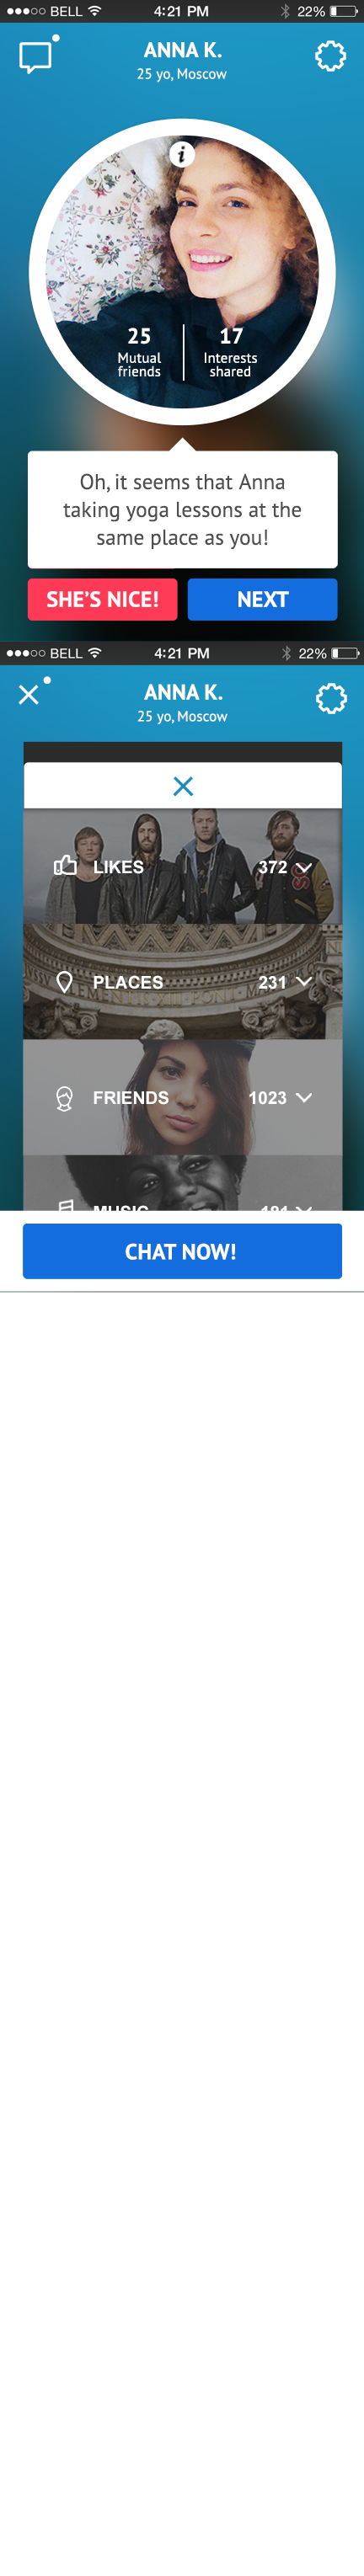 BELL 4:21 PM 22%
ANNA K.
25 yo, Moscow
i
25 17
Mutual Interests
friends shared
Oh, it seems that Anna
taking yoga lessons at the
same place as you!
SHE'S NICE! NEXT
BELL 4:21 PM 22%
ANNA K.
25 yo, Moscow
LIKES 372
PLACES 231
FRIENDS 1023
MUSIC 181
CHAT NOW!